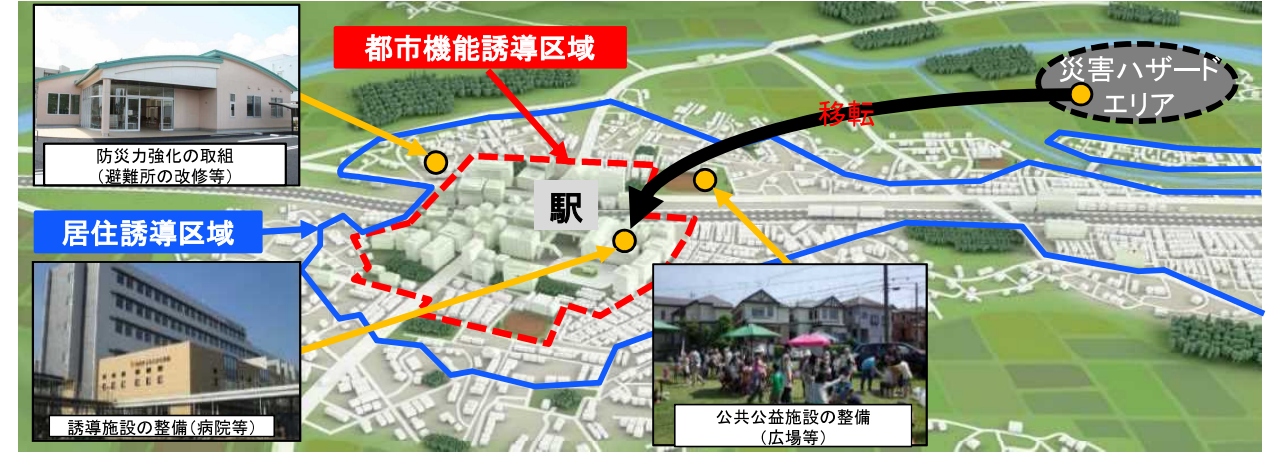 都市機能誘導区域
災害ハザード
エリア
移転
防災力強化の取組
(避難所の改修等)
駅
居住誘導区域
誘導施設の整備(病院等)
公共公益施設の整備
(広場等)